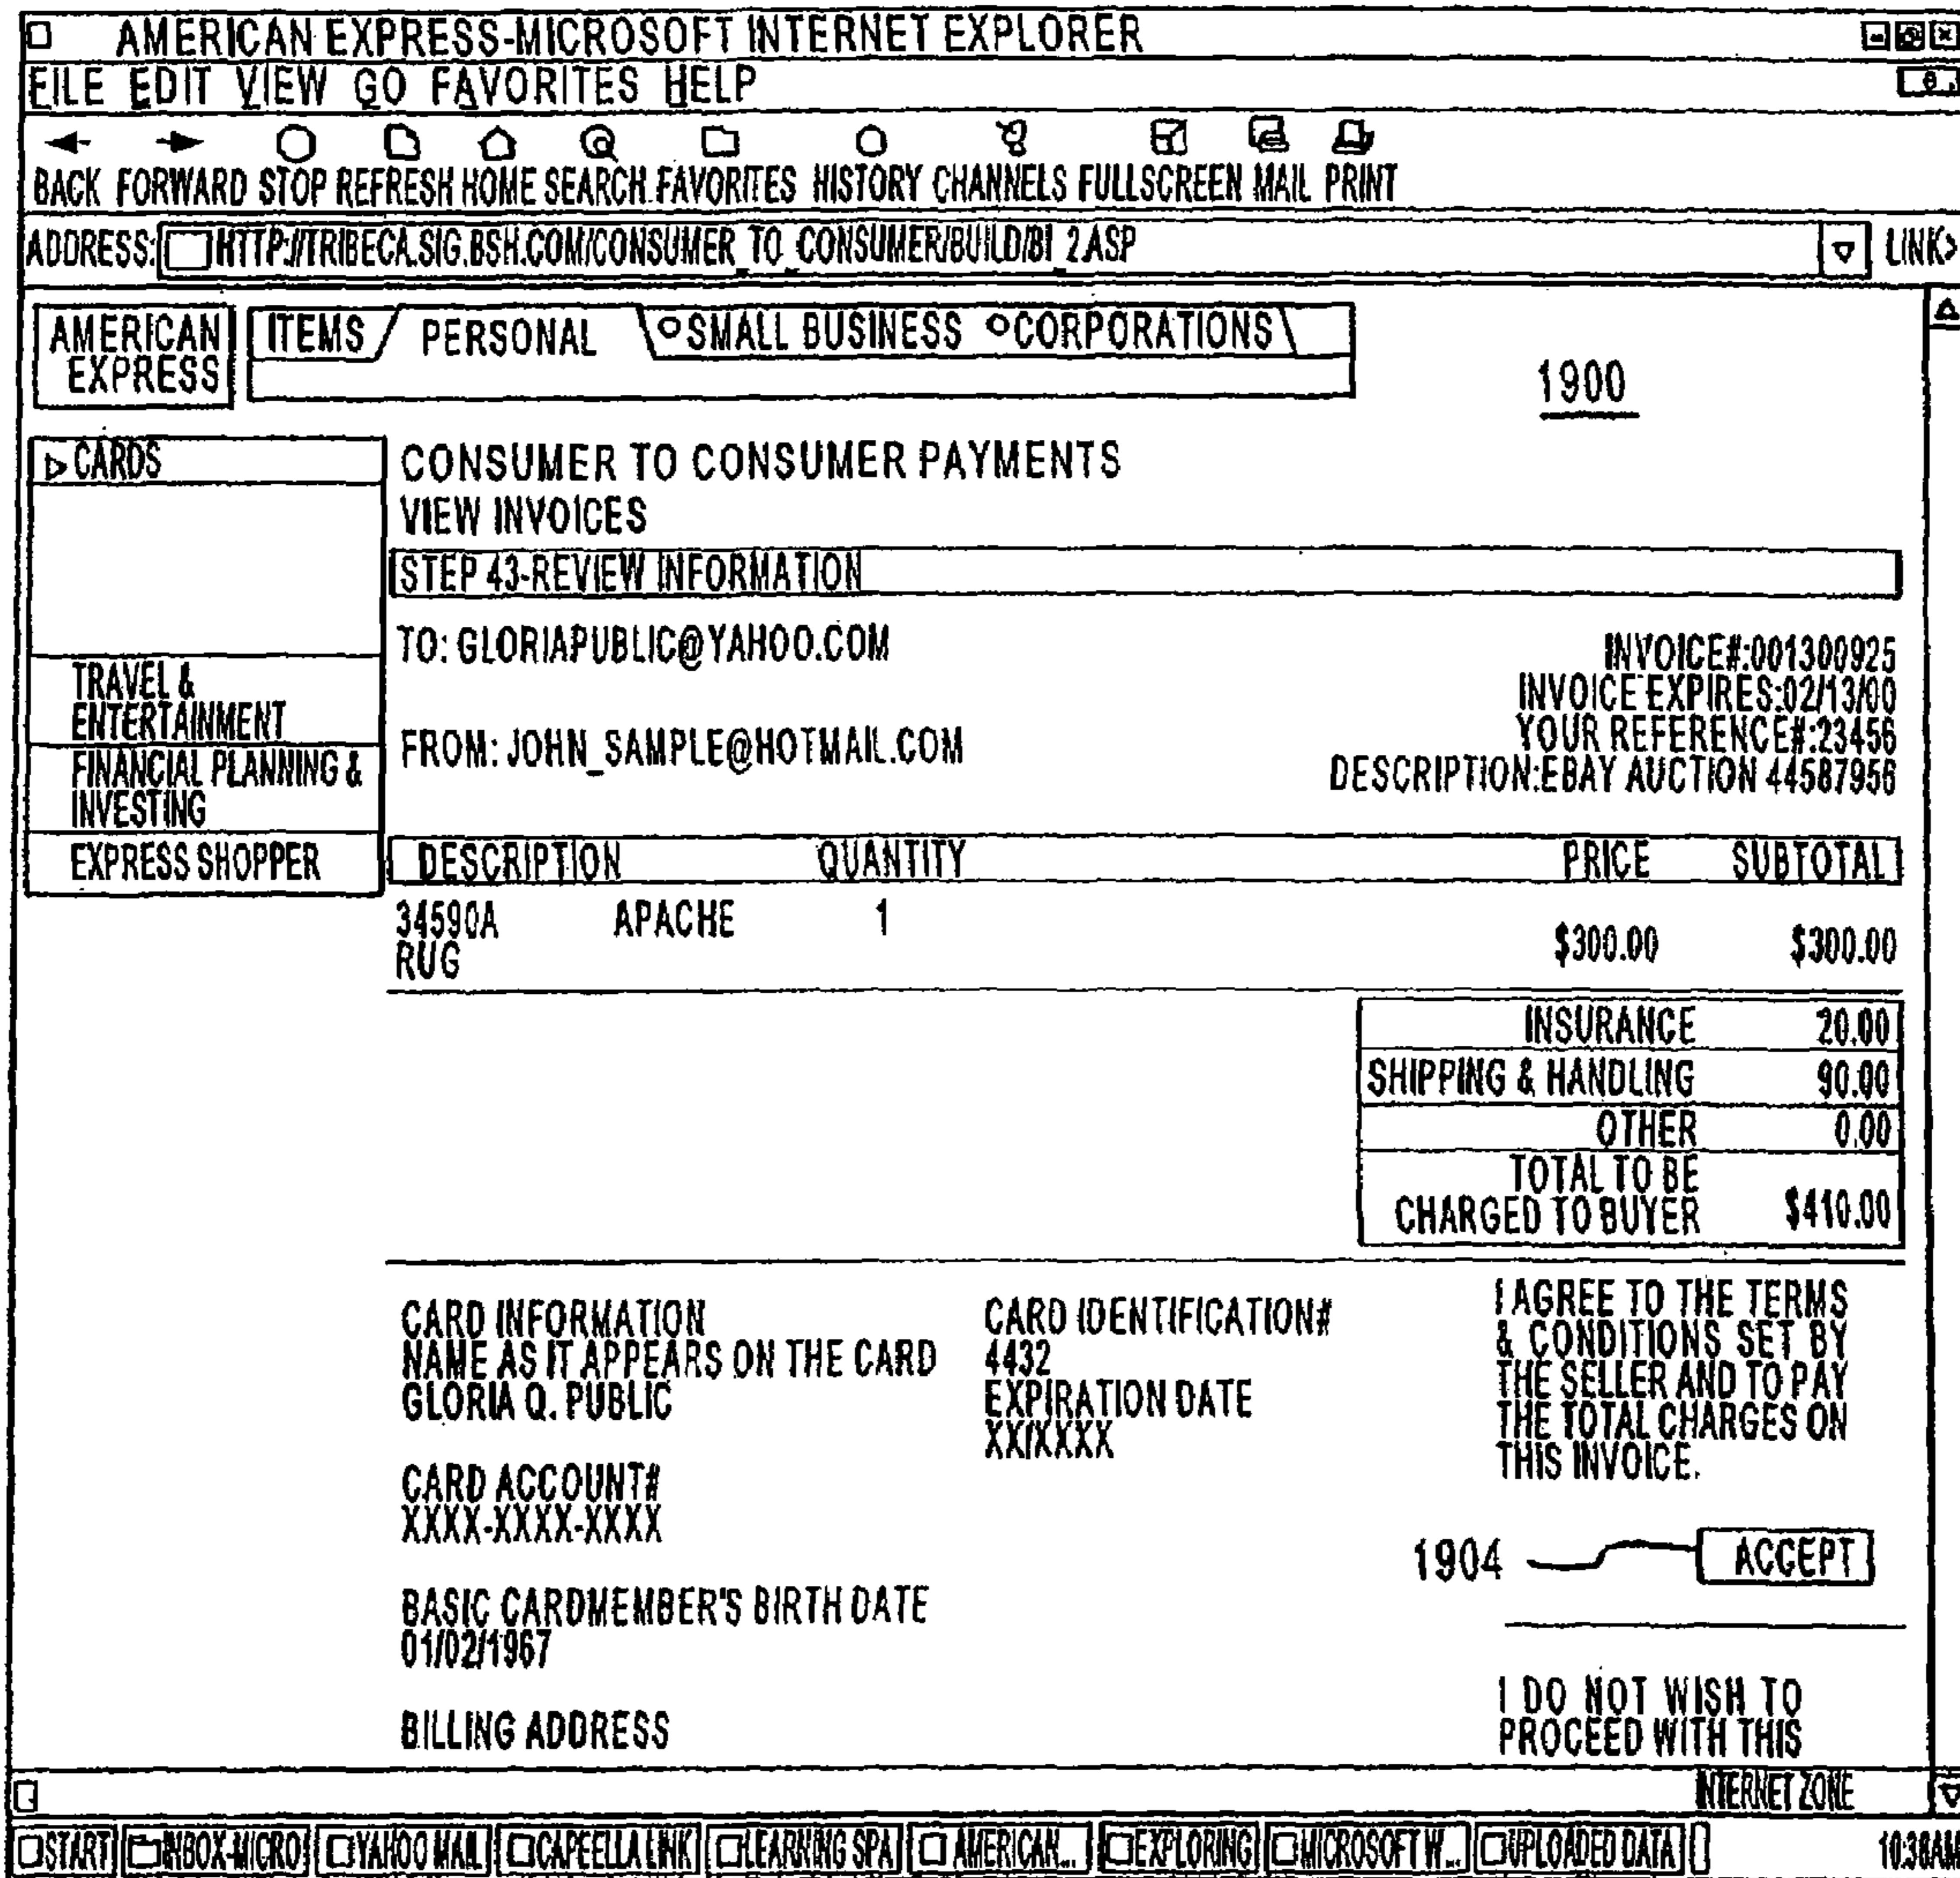 AMERICAN EXPRESS-MICROSOFT INTERNET EXPLORER
FILE EDIT VIEW GO FAVORITES HELP
BACK FORWARD STOP REFRESH HOME SEARCH FAVORITES HISTORY CHANNELS FULLSCREEN MAIL PRINT
ADDRESS: HTTP://TRIBECA.SIG.BSH.COM/CONSUMER_TO_CONSUMER/BUILD/BI_2.ASP LINK>
AMERICAN EXPRESS
ITEMS PERSONAL SMALL BUSINESS CORPORATIONS
1900
CARDS
TRAVEL &
ENTERTAINMENT
FINANCIAL PLANNING &
INVESTING
EXPRESS SHOPPER
CONSUMER TO CONSUMER PAYMENTS
VIEW INVOICES
STEP 43-REVIEW INFORMATION
TO: GLORIAPUBLIC@YAHOO.COM
FROM: JOHN_SAMPLE@HOTMAIL.COM
INVOICE#:001300925
INVOICE EXPIRES:02/13/00
YOUR REFERENCE#:23456
DESCRIPTION:EBAY AUCTION 44587956
DESCRIPTION QUANTITY PRICE SUBTOTAL
34590A APACHE 1
RUG $300.00 $300.00
INSURANCE 20.00
SHIPPING & HANDLING 90.00
OTHER 0.00
TOTAL TO BE
CHARGED TO BUYER $410.00
CARD INFORMATION
NAME AS IT APPEARS ON THE CARD
GLORIA Q. PUBLIC
CARD ACCOUNT#
XXXX-XXXX-XXXX
BASIC CARDMEMBER'S BIRTH DATE
01/02/1967
BILLING ADDRESS
CARD IDENTIFICATION#
4432
EXPIRATION DATE
XX/XXXX
I AGREE TO THE TERMS
& CONDITIONS SET BY
THE SELLER AND TO PAY
THE TOTAL CHARGES ON
THIS INVOICE.
1904 ACCEPT
I DO NOT WISH TO
PROCEED WITH THIS
INTERNET ZONE
START INBOX-MICRO YAHOO MAIL CAPEELLA LINK LEARNING SPA AMERICAN... EXPLORING MICROSOFT W... UPLOADED DATA 10:38AM